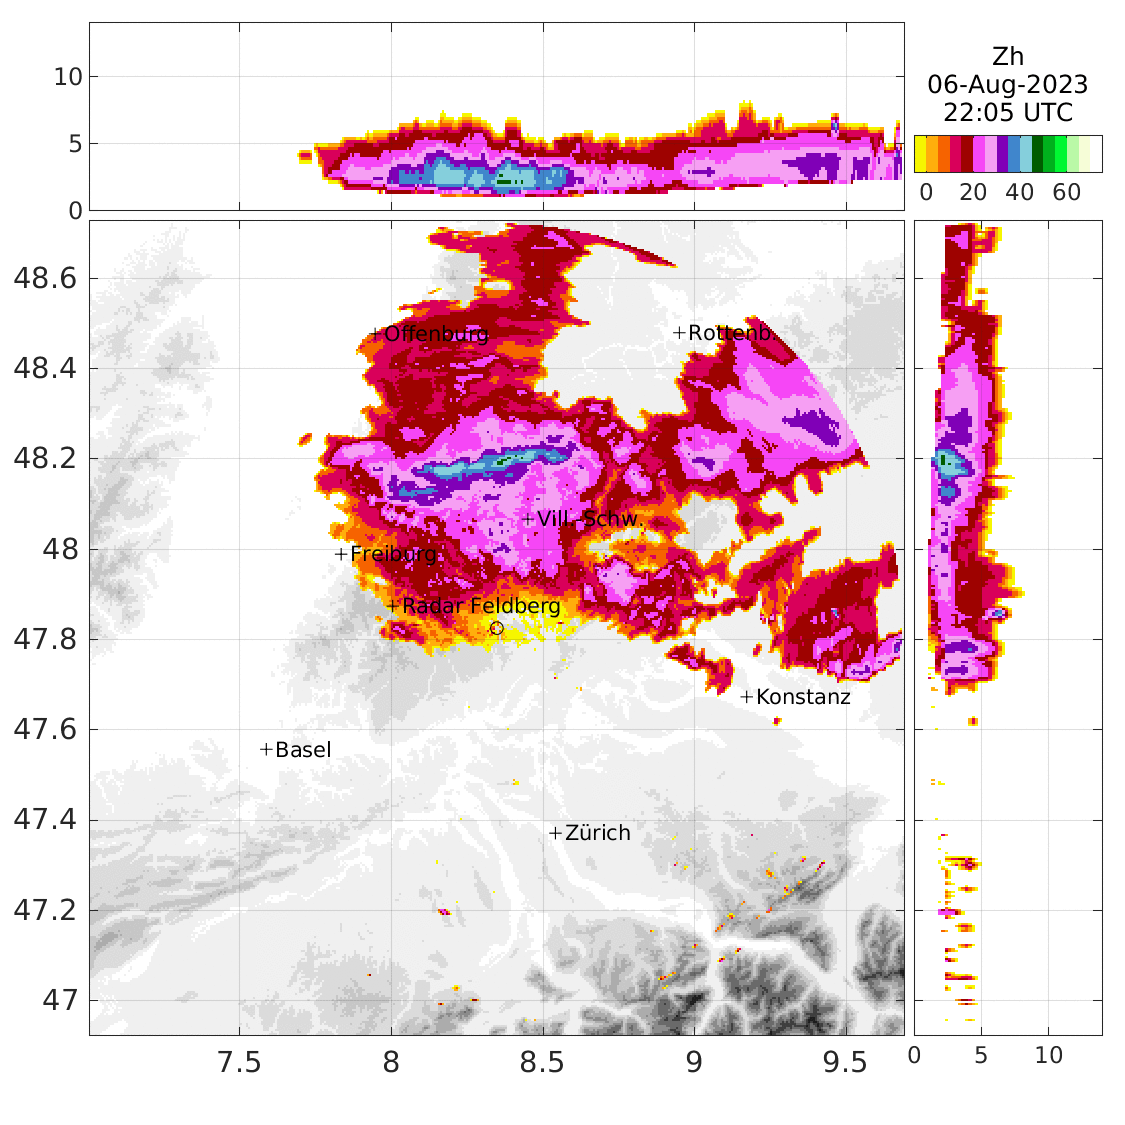 Zh
06-Aug-2023
22:05 UTC
0 20 40 60
10
5
0
48.6
48.4
48.2
48
47.8
47.6
47.4
47.2
47
Offenburg
Rottenb.
Vill.-Schw.
Freiburg
Radar Feldberg
Konstanz
Basel
Zürich
7.5 8 8.5 9 9.5
0 5 10